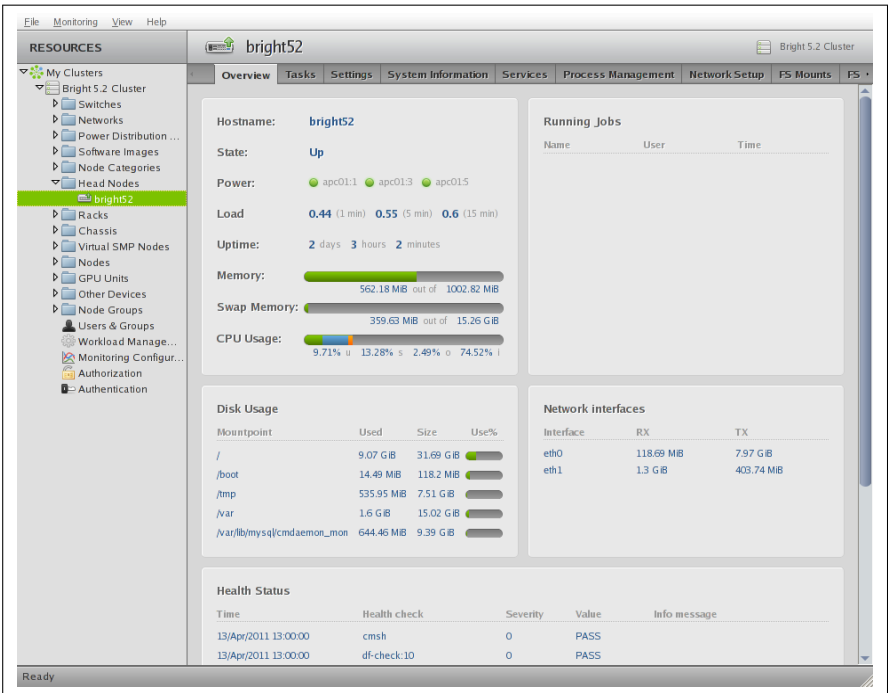 File Monitoring View Help
RESOURCES
bright52
Bright 5.2 Cluster
My Clusters
Bright 5.2 Cluster
Switches
Networks
Power Distribution ...
Software Images
Node Categories
Head Nodes
bright52
Racks
Chassis
Virtual SMP Nodes
Nodes
GPU Units
Other Devices
Node Groups
Users & Groups
Workload Manage...
Monitoring Configur...
Authorization
Authentication
Overview Tasks Settings System Information Services Process Management Network Setup FS Mounts FS
Hostname: bright52
State: Up
Power: apc01:1 apc01:3 apc01:5
Load 0.44 (1 min) 0.55 (5 min) 0.6 (15 min)
Uptime: 2 days 3 hours 2 minutes
Memory:
562.18 MiB out of 1002.82 MiB
Swap Memory:
359.63 MiB out of 15.26 GiB
CPU Usage:
9.71% u 13.28% s 2.49% o 74.52% i
Running Jobs
Name User Time
Disk Usage
Mountpoint Used Size Use%
/ 9.07 GiB 31.69 GiB
/boot 14.49 MiB 118.2 MiB
/tmp 535.95 MiB 7.51 GiB
/var 1.6 GiB 15.02 GiB
/var/lib/mysql/cmdaemon_mon 644.46 MiB 9.39 GiB
Network interfaces
Interface RX TX
eth0 118.69 MiB 7.97 GiB
eth1 1.3 GiB 403.74 MiB
Health Status
Time Health check Severity Value Info message
13/Apr/2011 13:00:00 cmsh 0 PASS
13/Apr/2011 13:00:00 df-check:10 0 PASS
Ready